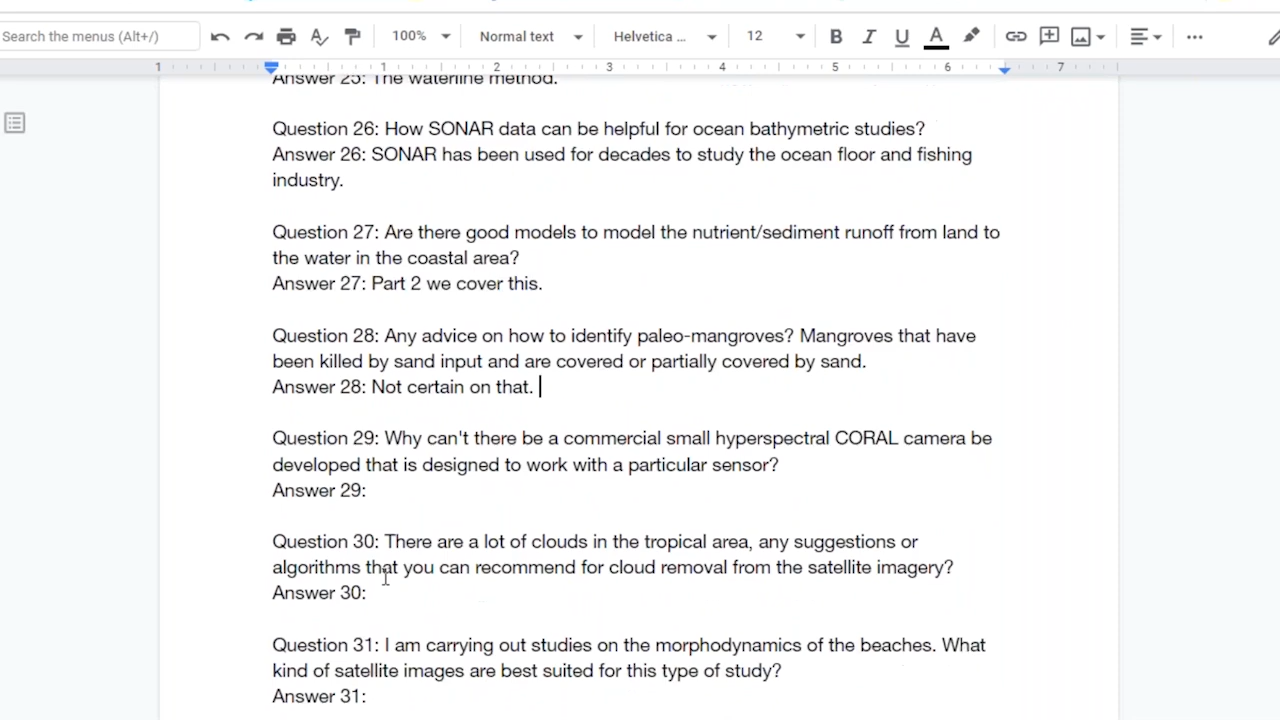 Search the menus (Alt+/)
100%
Normal text
Helvetica ...
12
B I U A
1 1 2 3 4 5 6 7
Answer 25: The waterline method.
Question 26: How SONAR data can be helpful for ocean bathymetric studies?
Answer 26: SONAR has been used for decades to study the ocean floor and fishing
industry.
Question 27: Are there good models to model the nutrient/sediment runoff from land to
the water in the coastal area?
Answer 27: Part 2 we cover this.
Question 28: Any advice on how to identify paleo-mangroves? Mangroves that have
been killed by sand input and are covered or partially covered by sand.
Answer 28: Not certain on that.
Question 29: Why can't there be a commercial small hyperspectral CORAL camera be
developed that is designed to work with a particular sensor?
Answer 29:
Question 30: There are a lot of clouds in the tropical area, any suggestions or
algorithms that you can recommend for cloud removal from the satellite imagery?
Answer 30:
Question 31: I am carrying out studies on the morphodynamics of the beaches. What
kind of satellite images are best suited for this type of study?
Answer 31: